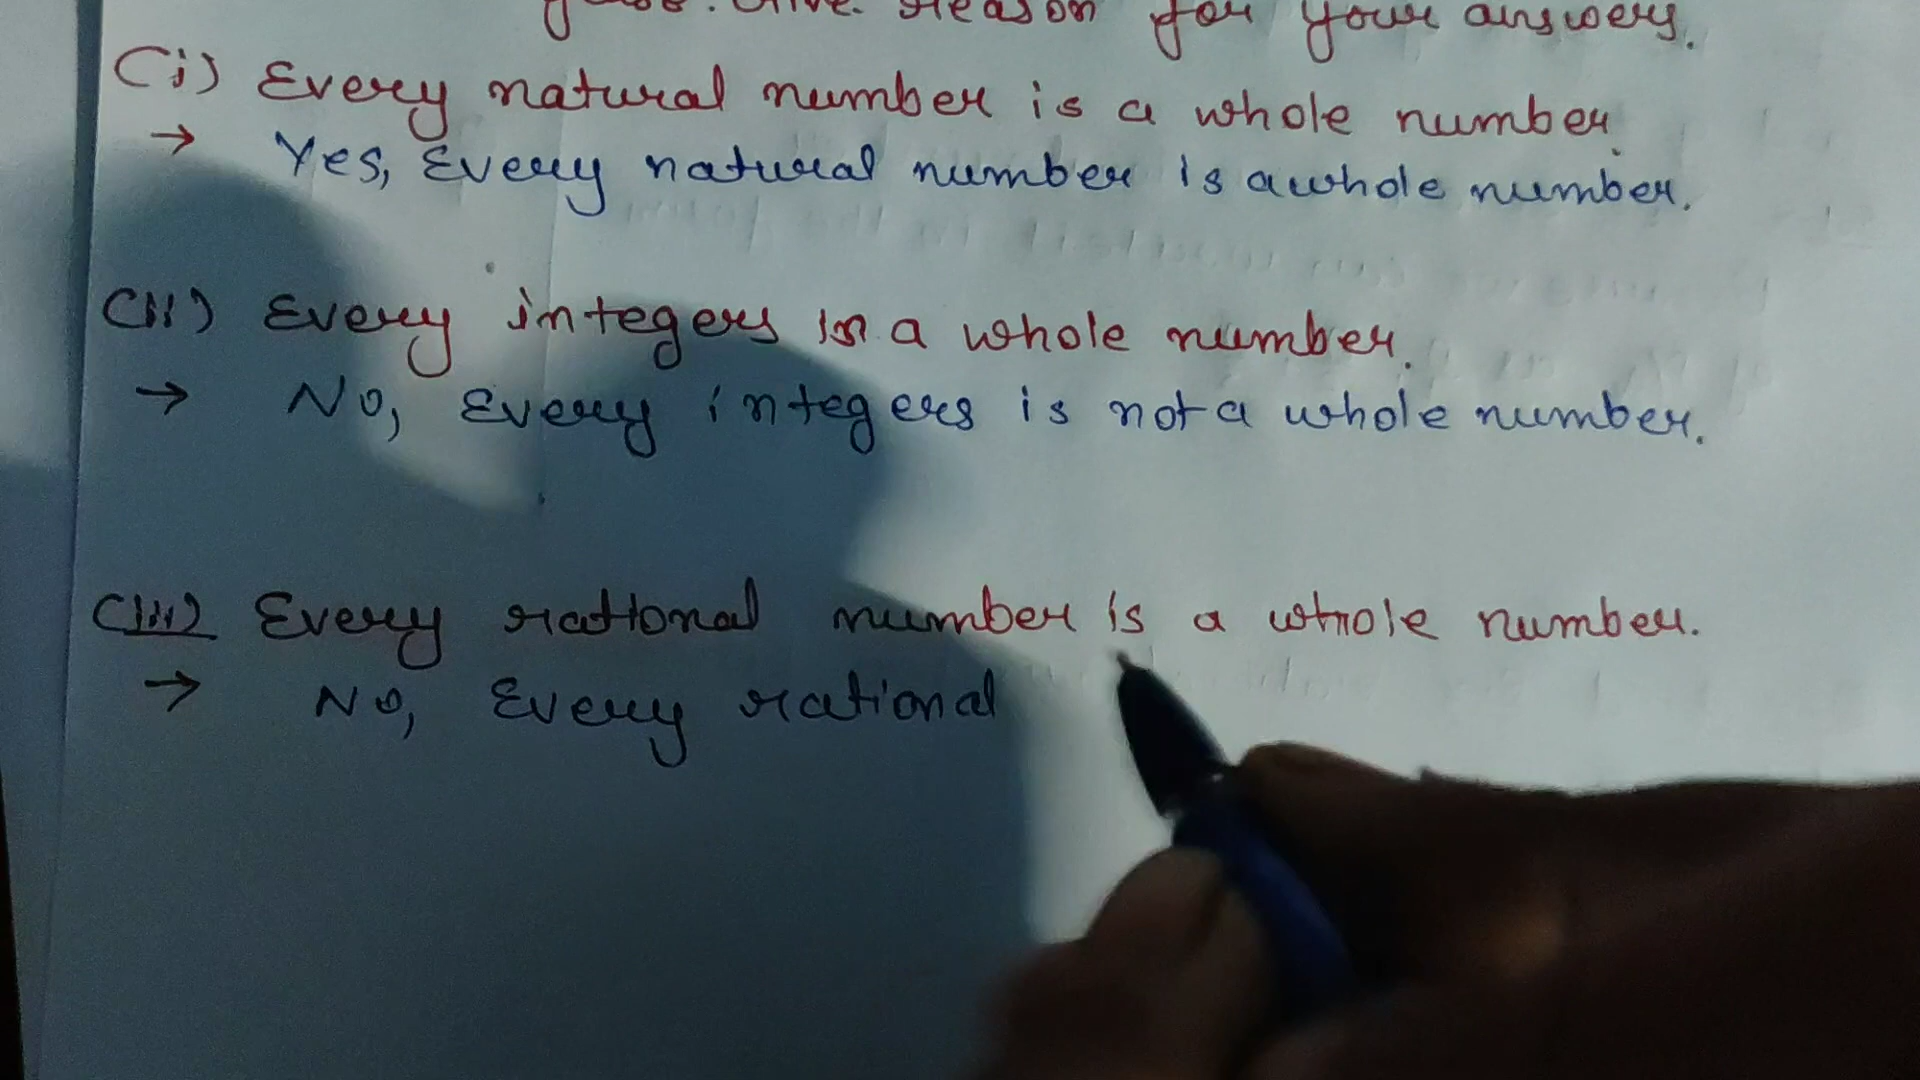 Give Reason for your answers.
(i) Every natural number is a whole number.
→ Yes, Every natural number is a whole number.
(ii) Every integers is a whole number.
→ No, Every integers is not a whole number.
(iii) Every rational number is a whole number.
→ No, Every rational